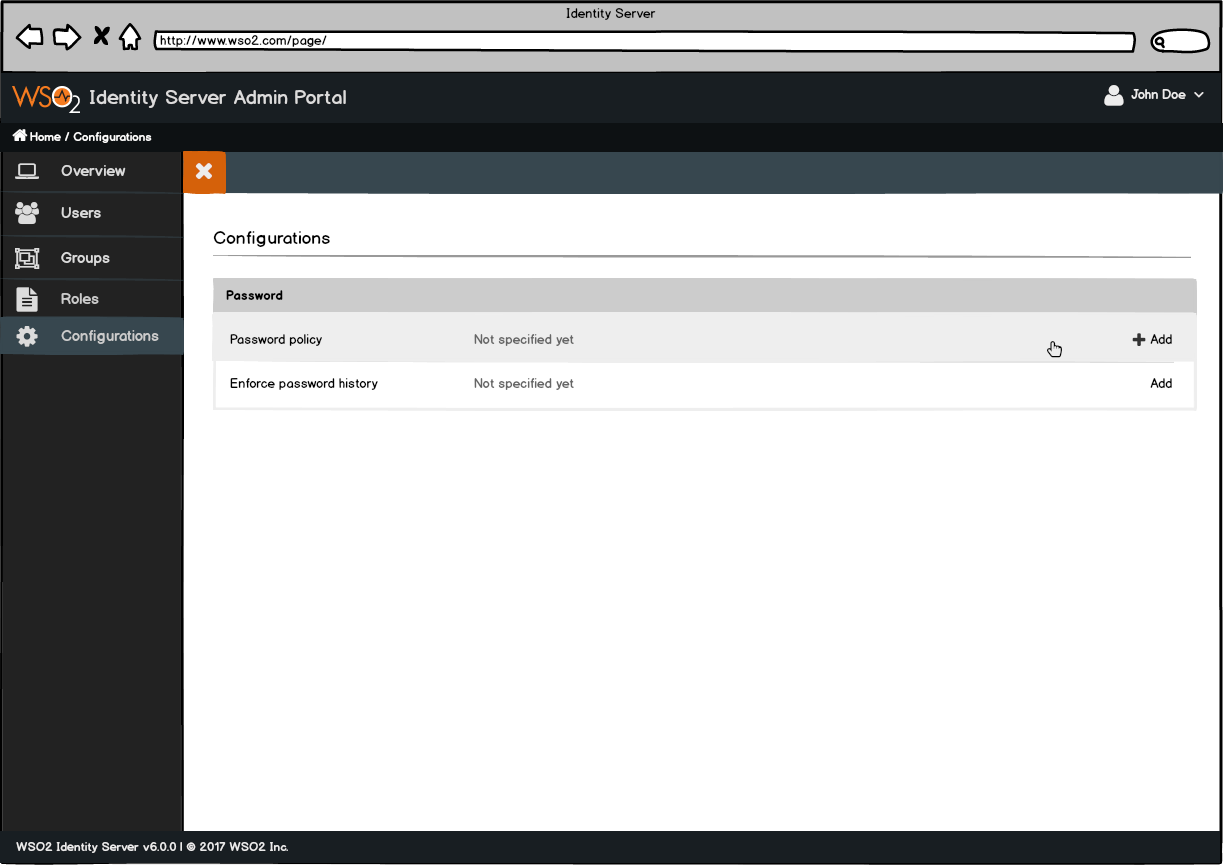 Identity Server
http://www.wso2.com/page/
WSO2 Identity Server Admin Portal
John Doe
Home / Configurations
Overview
Users
Groups
Roles
Configurations
Configurations
Password
Password policy Not specified yet Add
Enforce password history Not specified yet Add
WSO2 Identity Server v6.0.0 | © 2017 WSO2 Inc.